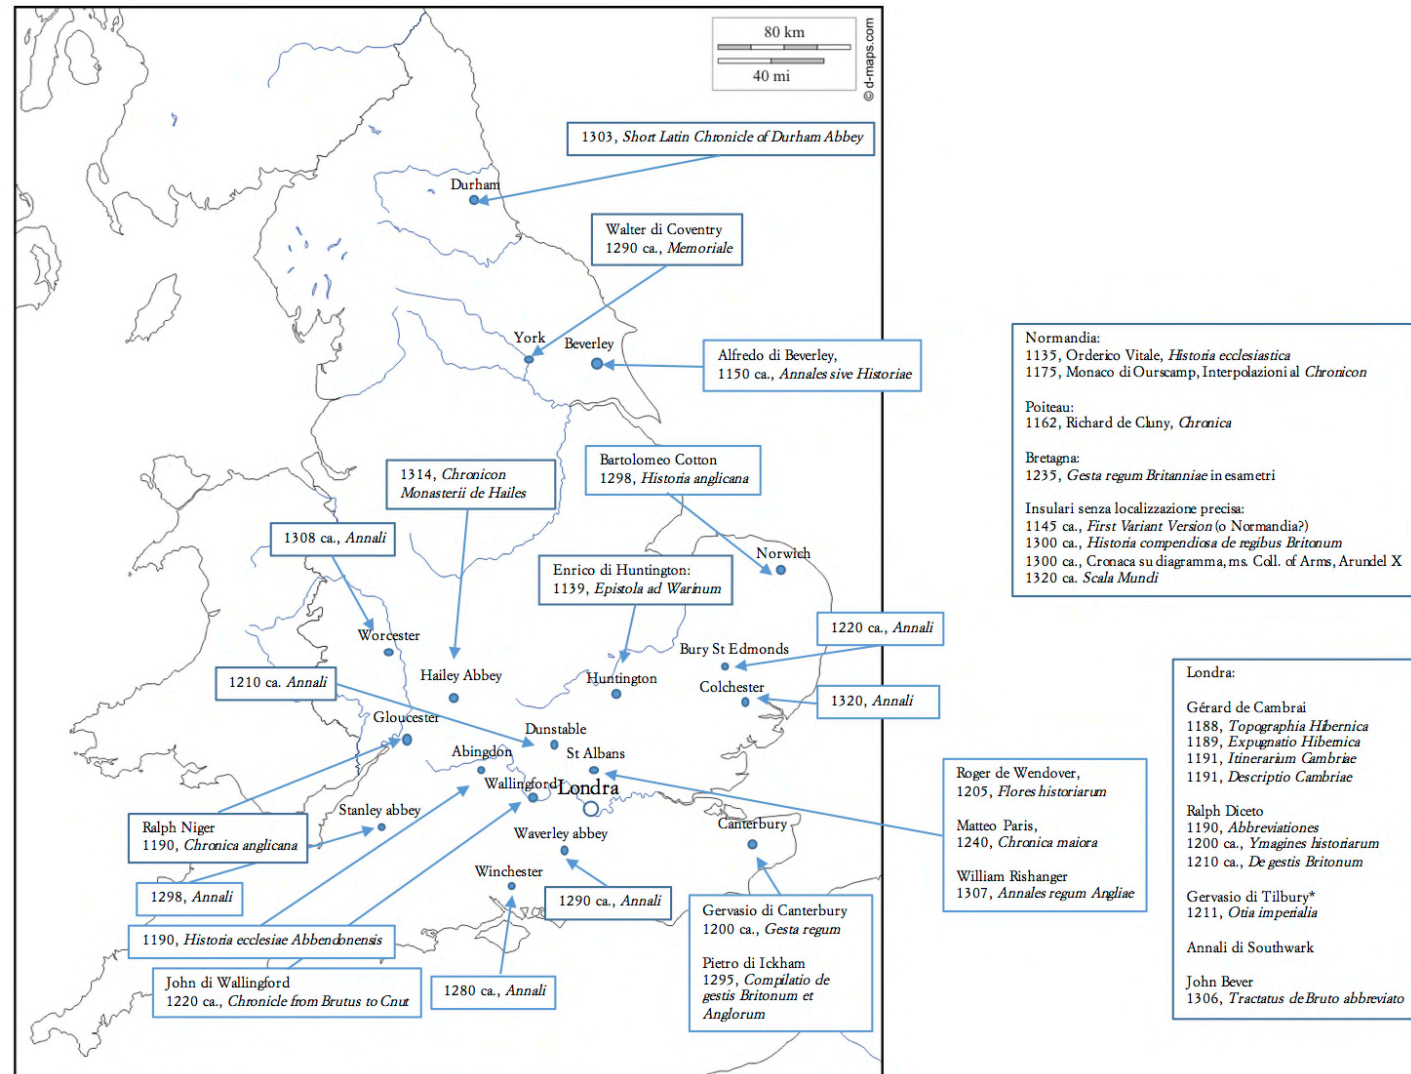 80 km
40 mi
© d-maps.com
1303, Short Latin Chronicle of Durham Abbey
Durham
Walter di Coventry
1290 ca., Memoriale
York
Beverley
Alfredo di Beverley,
1150 ca., Annales sive Historiae
Normandia:
1135, Orderico Vitale, Historia ecclesiastica
1175, Monaco di Ourscamp, Interpolazioni al Chronicon
Poiteau:
1162, Richard de Cluny, Chronica
Bretagna:
1235, Gesta regum Britanniae in esametri
Insulari senza localizzazione precisa:
1145 ca., First Variant Version (o Normandia?)
1300 ca., Historia compendiosa de regibus Britonum
1300 ca., Cronaca su diagramma, ms. Coll. of Arms, Arundel X
1320 ca. Scala Mundi
1314, Chronicon
Monasterii de Hailes
Bartolomeo Cotton
1298, Historia anglicana
1308 ca., Annali
Norwich
Enrico di Huntington:
1139, Epistola ad Warinum
1220 ca., Annali
Worcester
Bury St Edmonds
Hailey Abbey
1210 ca. Annali
Huntington
Colchester
1320, Annali
Gloucester
Dunstable
Abingdon
St Albans
Wallingford
Londra
Stanley abbey
Canterbury
Waverley abbey
Winchester
Ralph Niger
1190, Chronica anglicana
1298, Annali
1290 ca., Annali
1190, Historia ecclesiae Abbendonensis
John di Wallingford
1220 ca., Chronicle from Brutus to Cnut
1280 ca., Annali
Gervasio di Canterbury
1200 ca., Gesta regum
Pietro di Ickham
1295, Compilatio de
gestis Britonum et
Anglorum
Roger de Wendover,
1205, Flores historiarum
Matteo Paris,
1240, Chronica maiora
William Rishanger
1307, Annales regum Angliae
Londra:
Gérard de Cambrai
1188, Topographia Hibernica
1189, Expugnatio Hibernica
1191, Itinerarium Cambriae
1191, Descriptio Cambriae
Ralph Diceto
1190, Abbreviationes
1200 ca., Ymagines historiarum
1210 ca., De gestis Britonum
Gervasio di Tilbury*
1211, Otia imperialia
Annali di Southwark
John Bever
1306, Tractatus de Bruto abbreviato